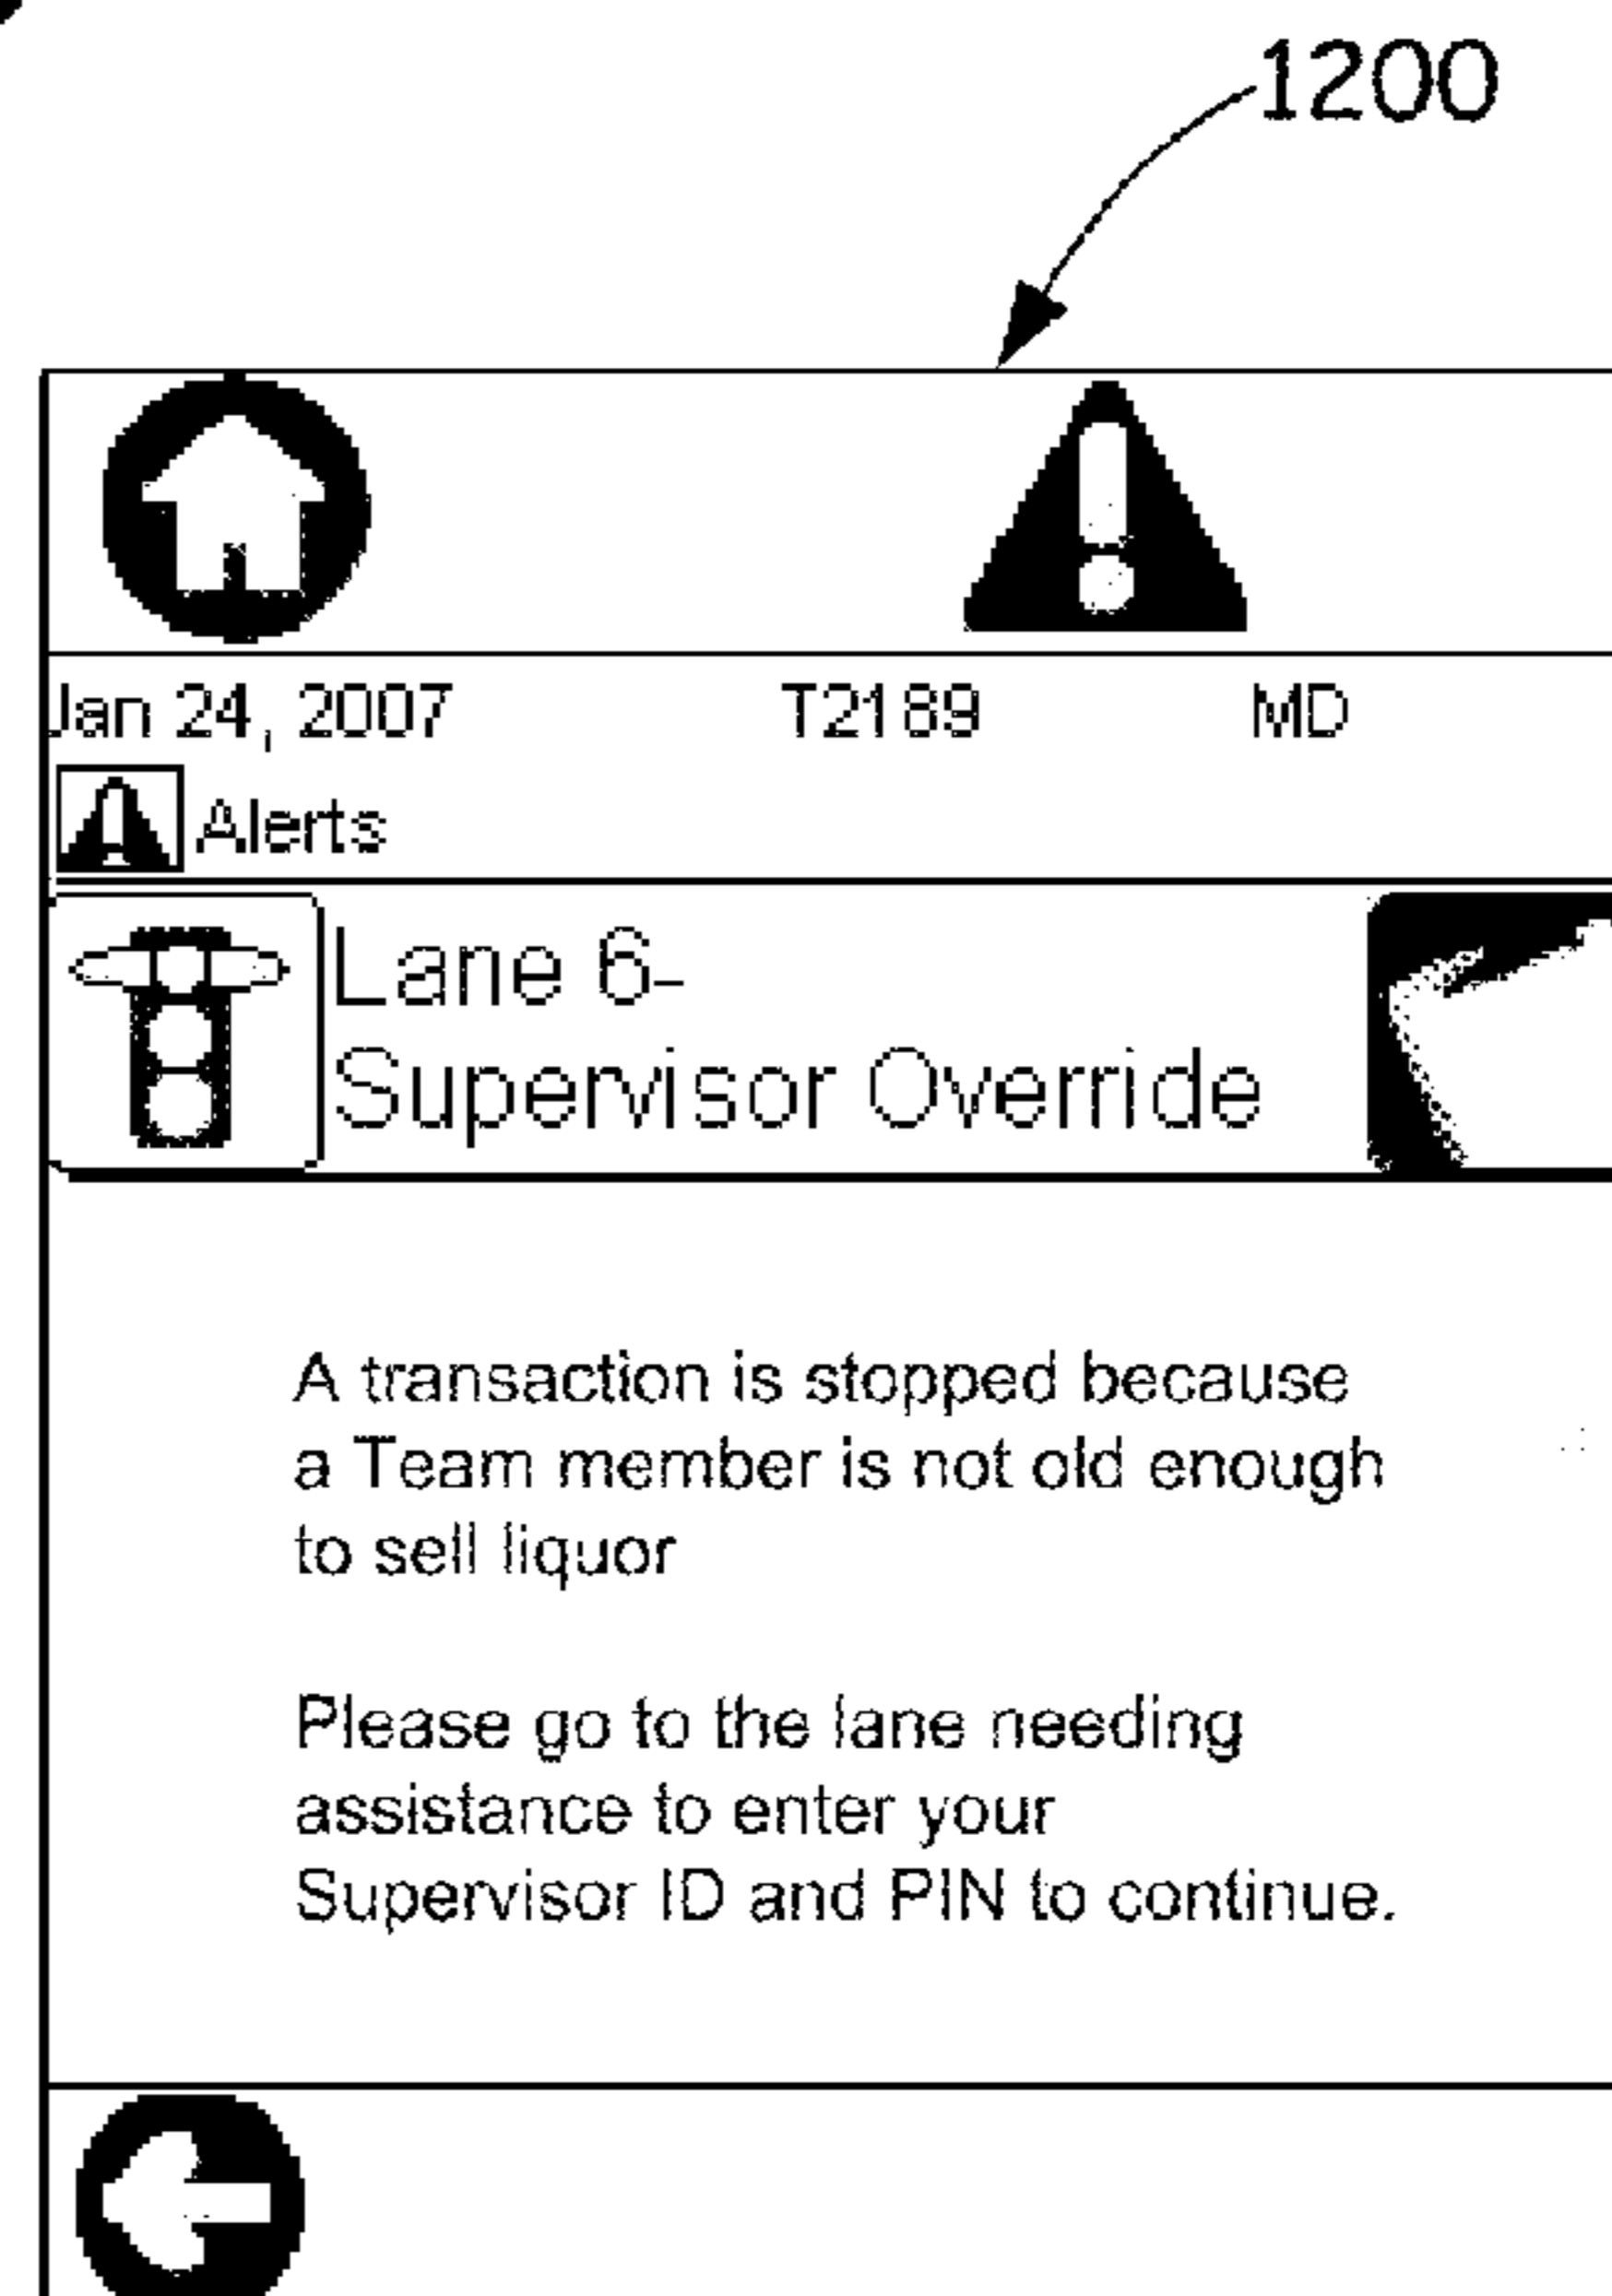 1200
Jan 24, 2007 T2189 MD
Alerts
Lane 6-
Supervisor Override
A transaction is stopped because
a Team member is not old enough
to sell liquor
Please go to the lane needing
assistance to enter your
Supervisor ID and PIN to continue.